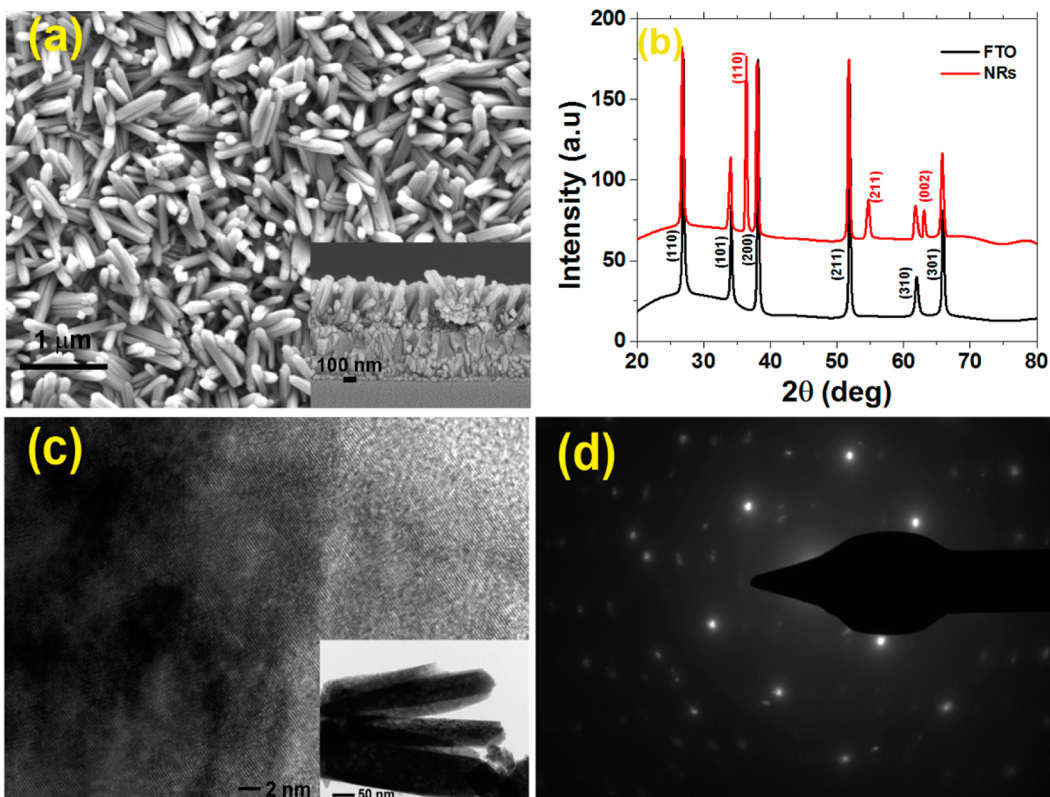 (a)
1 μm
100 nm
(b)
200
150
100
50
0
Intensity (a.u)
FTO
NRs
(110)
(211)
(002)
(110)
(101)
(200)
(211)
(310)
(301)
20
30
40
50
60
70
80
2θ (deg)
(c)
2 nm
50 nm
(d)